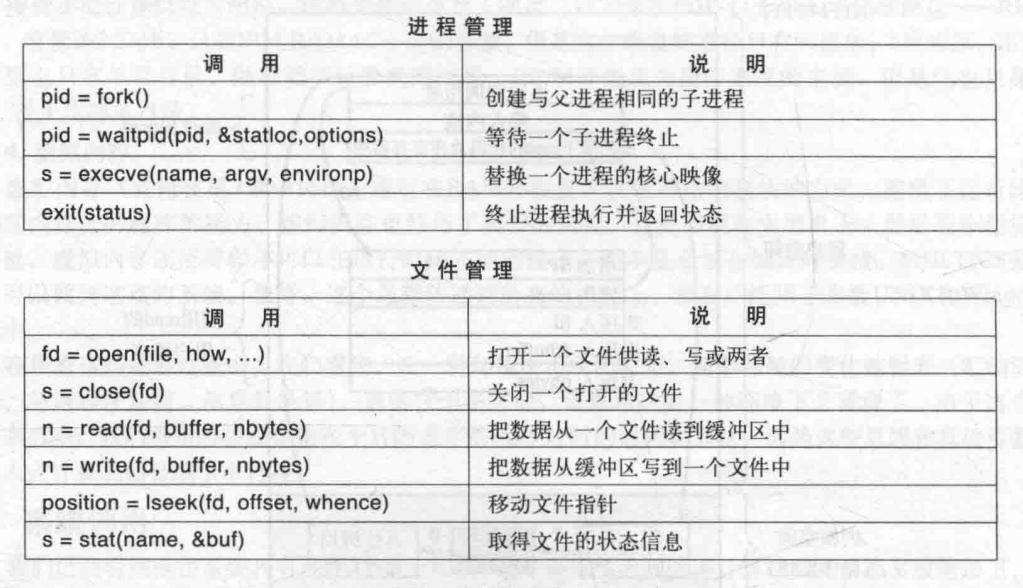 进程管理
调 用 说 明
pid = fork() 创建与父进程相同的子进程
pid = waitpid(pid, &statloc,options) 等待一个子进程终止
s = execve(name, argv, environp) 替换一个进程的核心映像
exit(status) 终止进程执行并返回状态
文件管理
调 用 说 明
fd = open(file, how, ...) 打开一个文件供读、写或两者
s = close(fd) 关闭一个打开的文件
n = read(fd, buffer, nbytes) 把数据从一个文件读到缓冲区中
n = write(fd, buffer, nbytes) 把数据从缓冲区写到一个文件中
position = lseek(fd, offset, whence) 移动文件指针
s = stat(name, &buf) 取得文件的状态信息